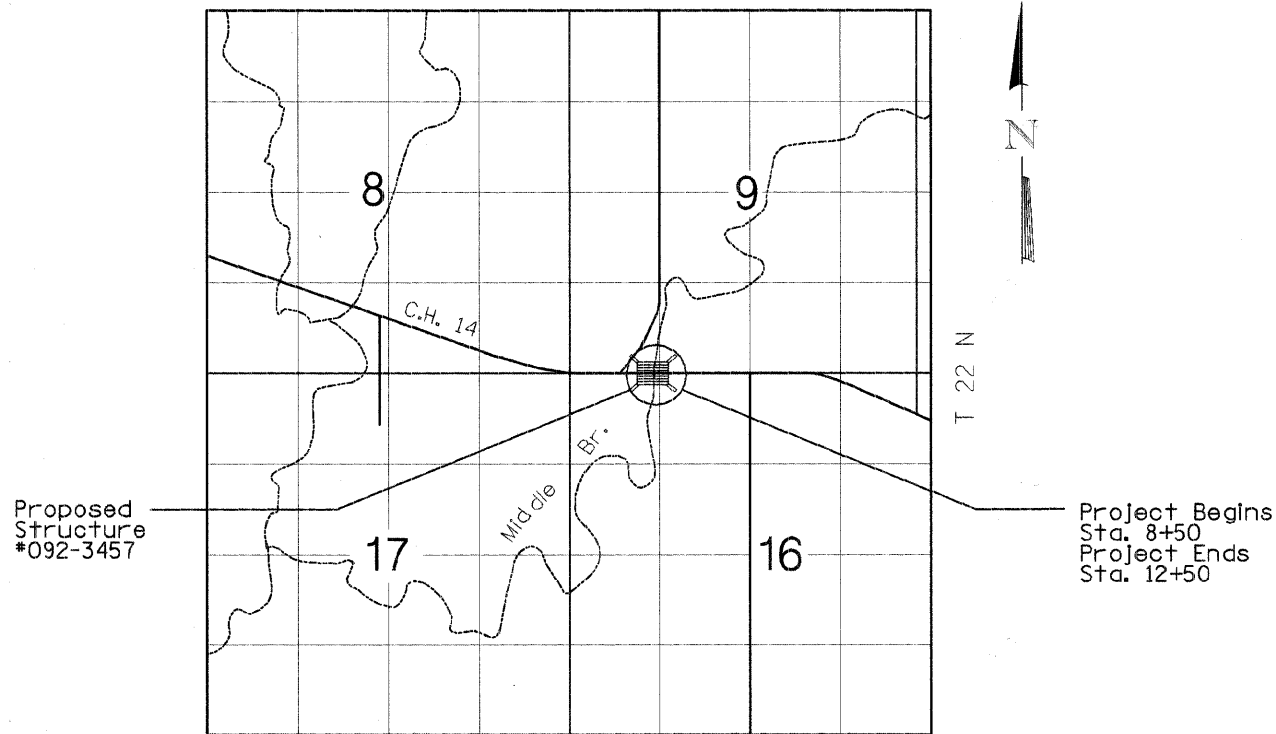 N
8
9
C.H. 14
T 22 N
Middle Br.
Proposed
Structure
#092-3457
17
16
Project Begins
Sta. 8+50
Project Ends
Sta. 12+50